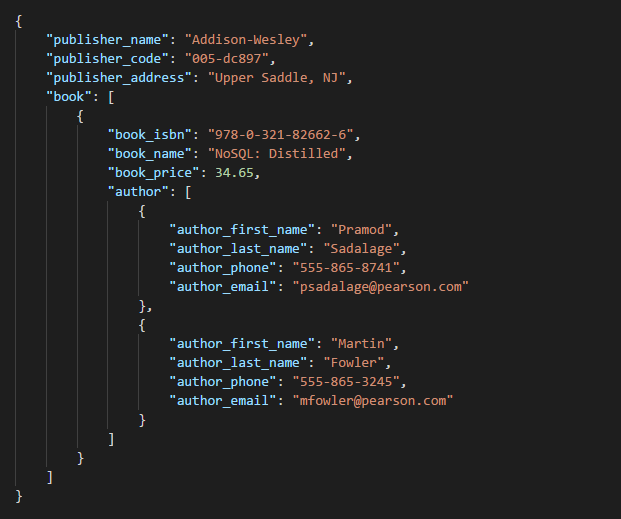 {
    "publisher_name": "Addison-Wesley",
    "publisher_code": "005-dc897",
    "publisher_address": "Upper Saddle, NJ",
    "book": [
        {
            "book_isbn": "978-0-321-82662-6",
            "book_name": "NoSQL: Distilled",
            "book_price": 34.65,
            "author": [
                {
                    "author_first_name": "Pramod",
                    "author_last_name": "Sadalage",
                    "author_phone": "555-865-8741",
                    "author_email": "psadalage@pearson.com"
                },
                {
                    "author_first_name": "Martin",
                    "author_last_name": "Fowler",
                    "author_phone": "555-865-3245",
                    "author_email": "mfowler@pearson.com"
                }
            ]
        }
    ]
}